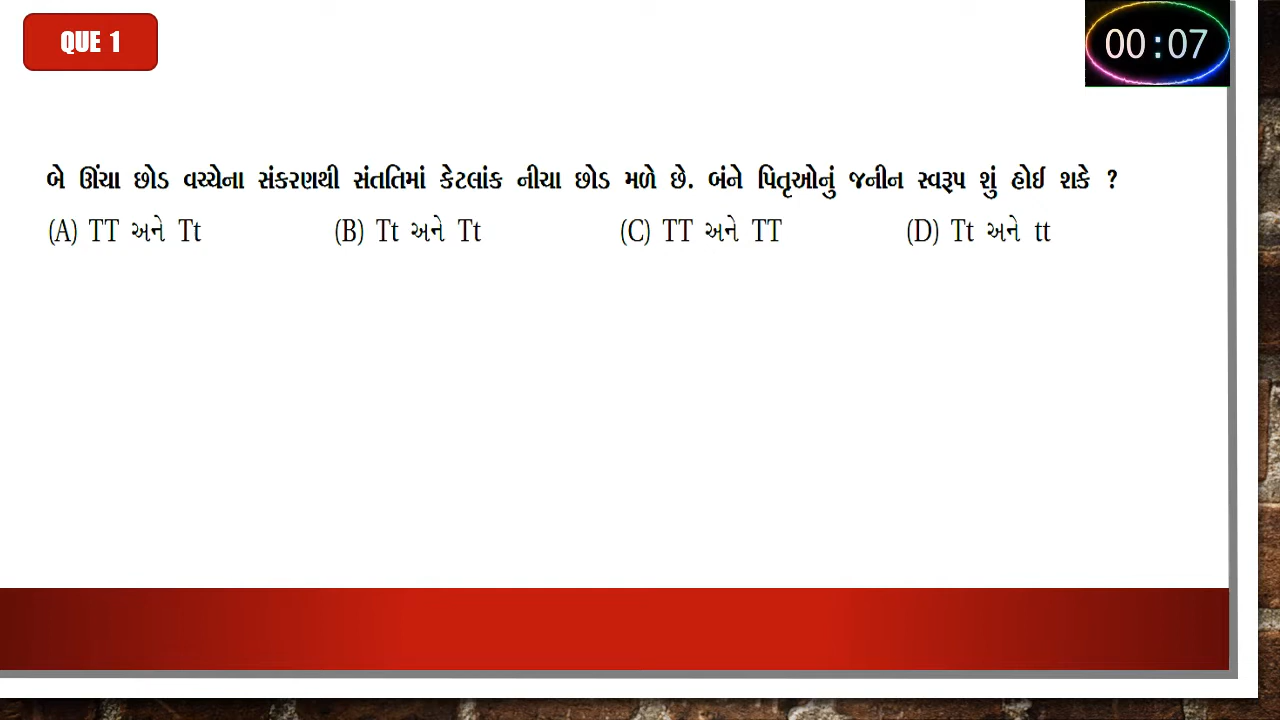 QUE 1
00:07
બે ઊંચા છોડ વચ્ચેના સંકરણથી સંતતિમાં કેટલાંક નીચા છોડ મળે છે. બંને પિતૃઓનું જનીન સ્વરૂપ શું હોઈ શકે ?
(A) TT અને Tt (B) Tt અને Tt (C) TT અને TT (D) Tt અને tt